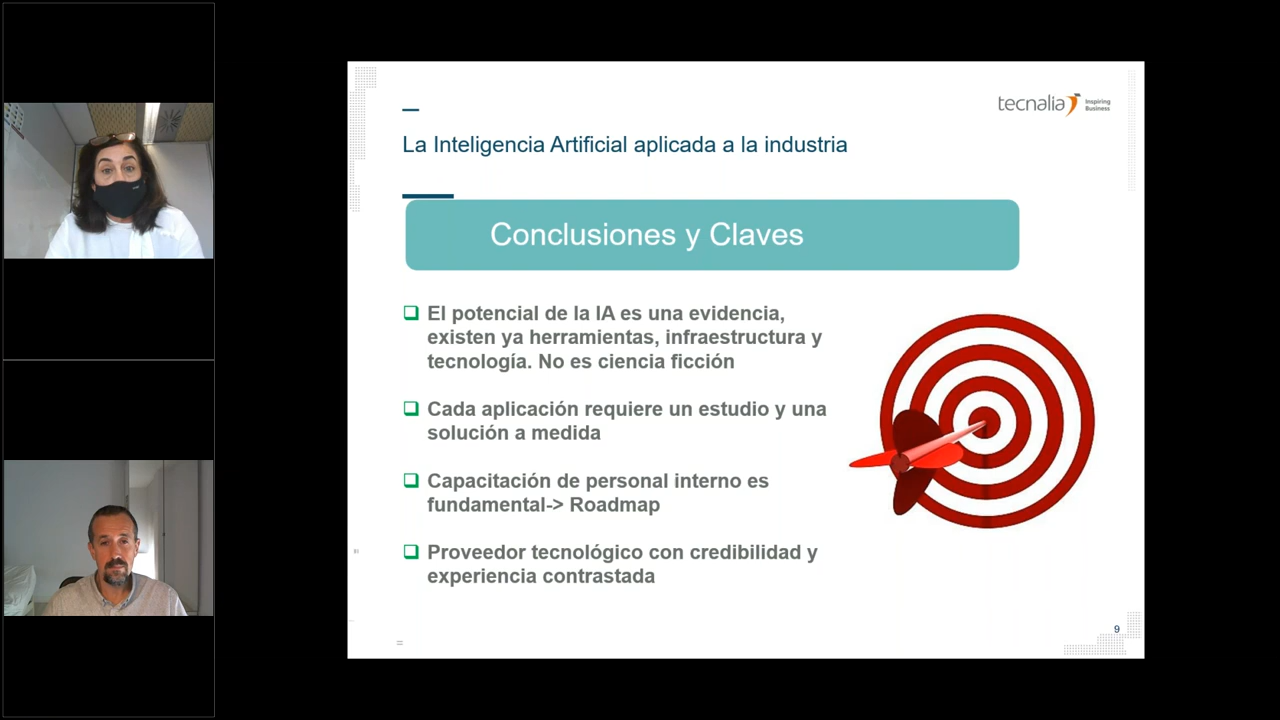 tecnalia Inspiring
Business
La Inteligencia Artificial aplicada a la industria
Conclusiones y Claves
El potencial de la IA es una evidencia,
existen ya herramientas, infraestructura y
tecnología. No es ciencia ficción
Cada aplicación requiere un estudio y una
solución a medida
Capacitación de personal interno es
fundamental-> Roadmap
Proveedor tecnológico con credibilidad y
experiencia contrastada
9